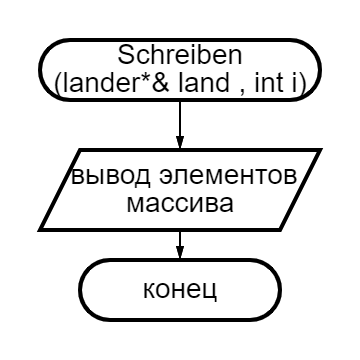 Schreiben
(lander*& land , int i)
вывод элементов
массива
конец